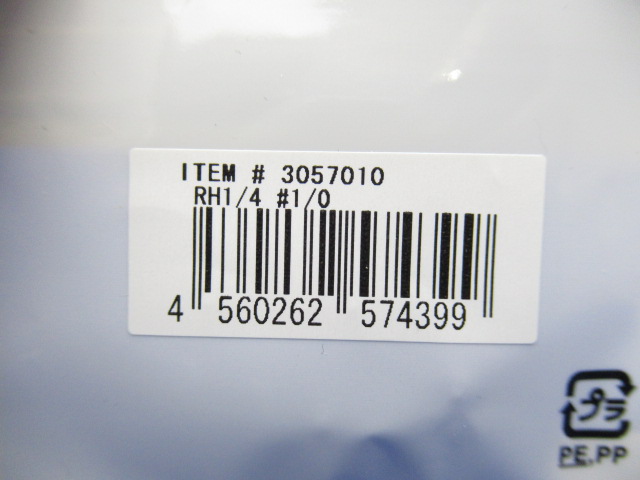 ITEM # 3057010
RH1/4 #1/0
4 560262 574399
プラ
PE,PP